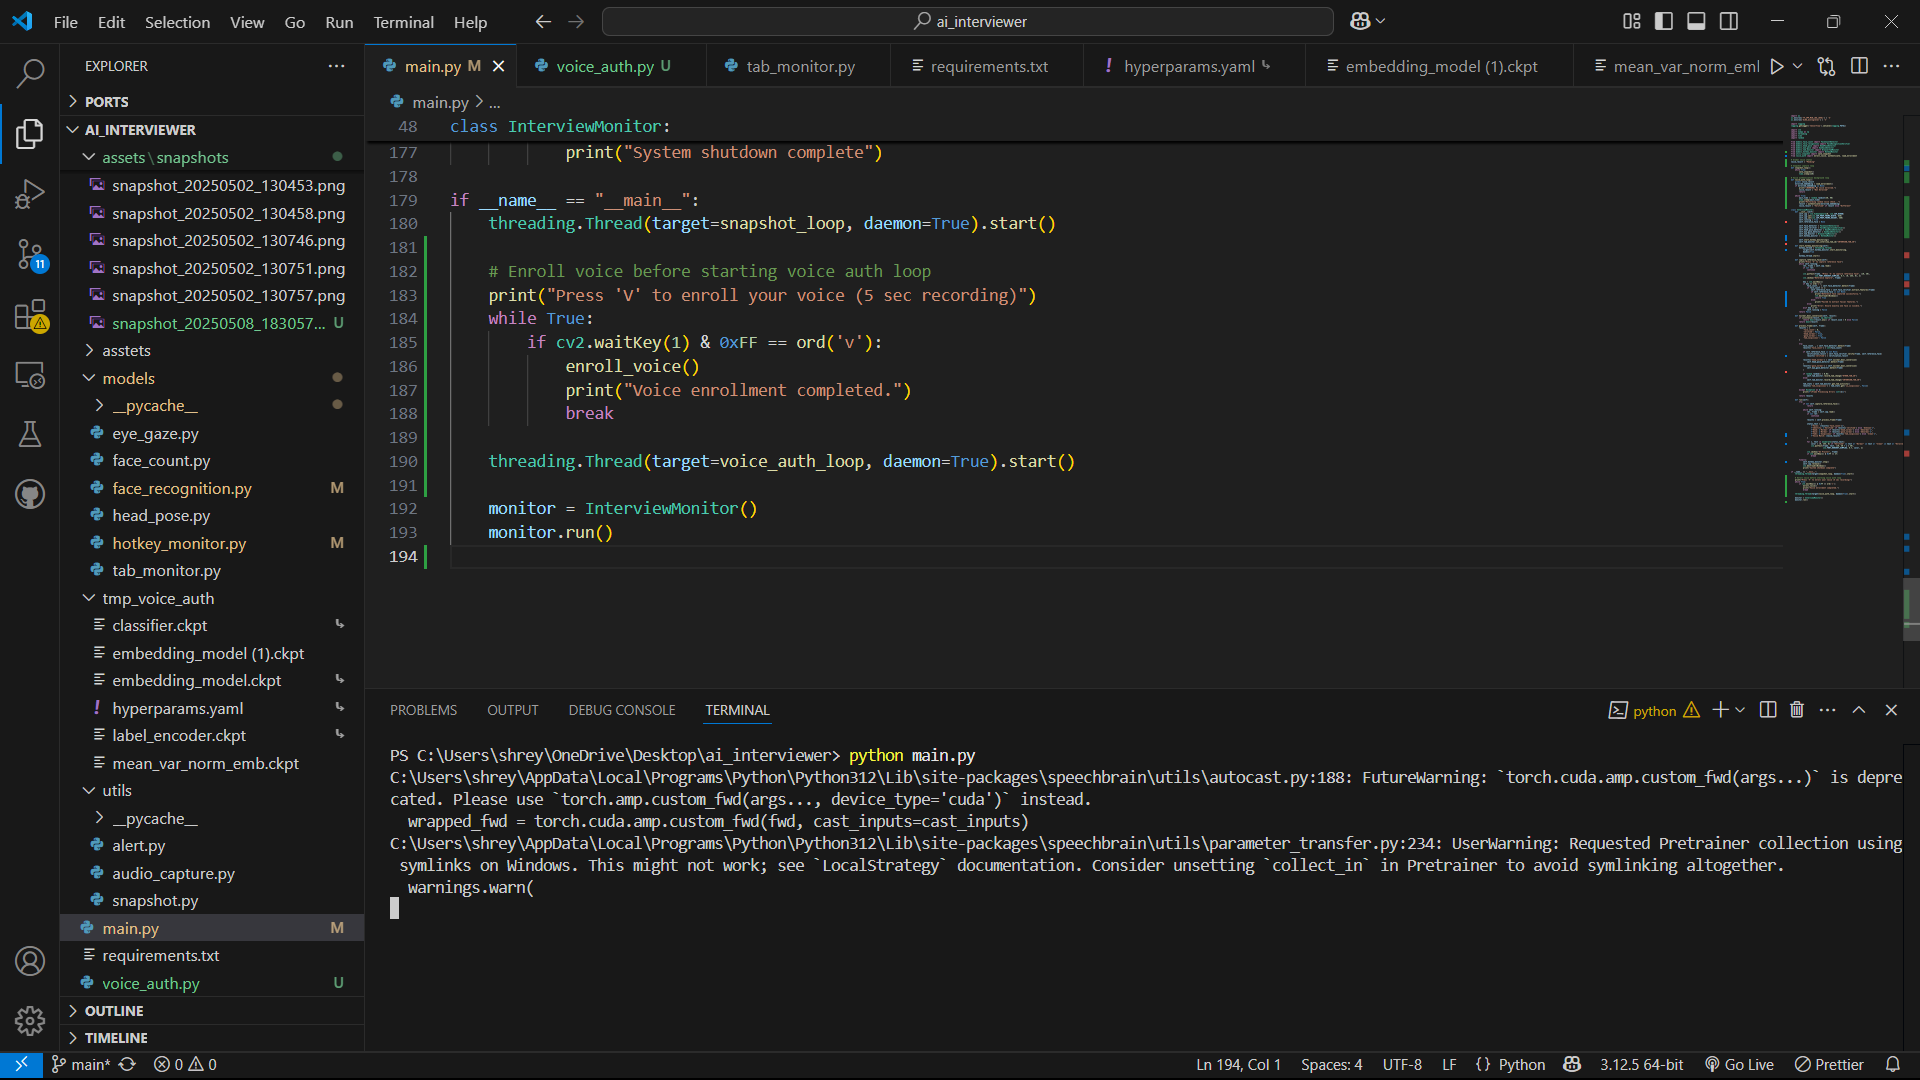 File Edit Selection View Go Run Terminal Help
ai_interviewer
EXPLORER
PORTS
AI_INTERVIEWER
assets\snapshots
snapshot_20250502_130453.png
snapshot_20250502_130458.png
snapshot_20250502_130746.png
snapshot_20250502_130751.png
snapshot_20250502_130757.png
snapshot_20250508_183057... U
asstets
models
__pycache__
eye_gaze.py
face_count.py
face_recognition.py M
head_pose.py
hotkey_monitor.py M
tab_monitor.py
tmp_voice_auth
classifier.ckpt
embedding_model (1).ckpt
embedding_model.ckpt
! hyperparams.yaml
label_encoder.ckpt
mean_var_norm_emb.ckpt
utils
__pycache__
alert.py
audio_capture.py
snapshot.py
main.py M
requirements.txt
voice_auth.py U
OUTLINE
TIMELINE
11
main.py M
voice_auth.py U
tab_monitor.py
requirements.txt
! hyperparams.yaml
embedding_model (1).ckpt
mean_var_norm_eml
main.py > ...
48 class InterviewMonitor:
177 print("System shutdown complete")
178
179 if __name__ == "__main__":
180 threading.Thread(target=snapshot_loop, daemon=True).start()
181
182 # Enroll voice before starting voice auth loop
183 print("Press 'V' to enroll your voice (5 sec recording)")
184 while True:
185 if cv2.waitKey(1) & 0xFF == ord('v'):
186 enroll_voice()
187 print("Voice enrollment completed.")
188 break
189
190 threading.Thread(target=voice_auth_loop, daemon=True).start()
191
192 monitor = InterviewMonitor()
193 monitor.run()
194
PROBLEMS OUTPUT DEBUG CONSOLE TERMINAL
python
PS C:\Users\shrey\OneDrive\Desktop\ai_interviewer> python main.py
C:\Users\shrey\AppData\Local\Programs\Python\Python312\Lib\site-packages\speechbrain\utils\autocast.py:188: FutureWarning: `torch.cuda.amp.custom_fwd(args...)` is depre
cated. Please use `torch.amp.custom_fwd(args..., device_type='cuda')` instead.
wrapped_fwd = torch.cuda.amp.custom_fwd(fwd, cast_inputs=cast_inputs)
C:\Users\shrey\AppData\Local\Programs\Python\Python312\Lib\site-packages\speechbrain\utils\parameter_transfer.py:234: UserWarning: Requested Pretrainer collection using
symlinks on Windows. This might not work; see `LocalStrategy` documentation. Consider unsetting `collect_in` in Pretrainer to avoid symlinking altogether.
warnings.warn(
main* 0 0
Ln 194, Col 1 Spaces: 4 UTF-8 LF {} Python 3.12.5 64-bit Go Live Prettier